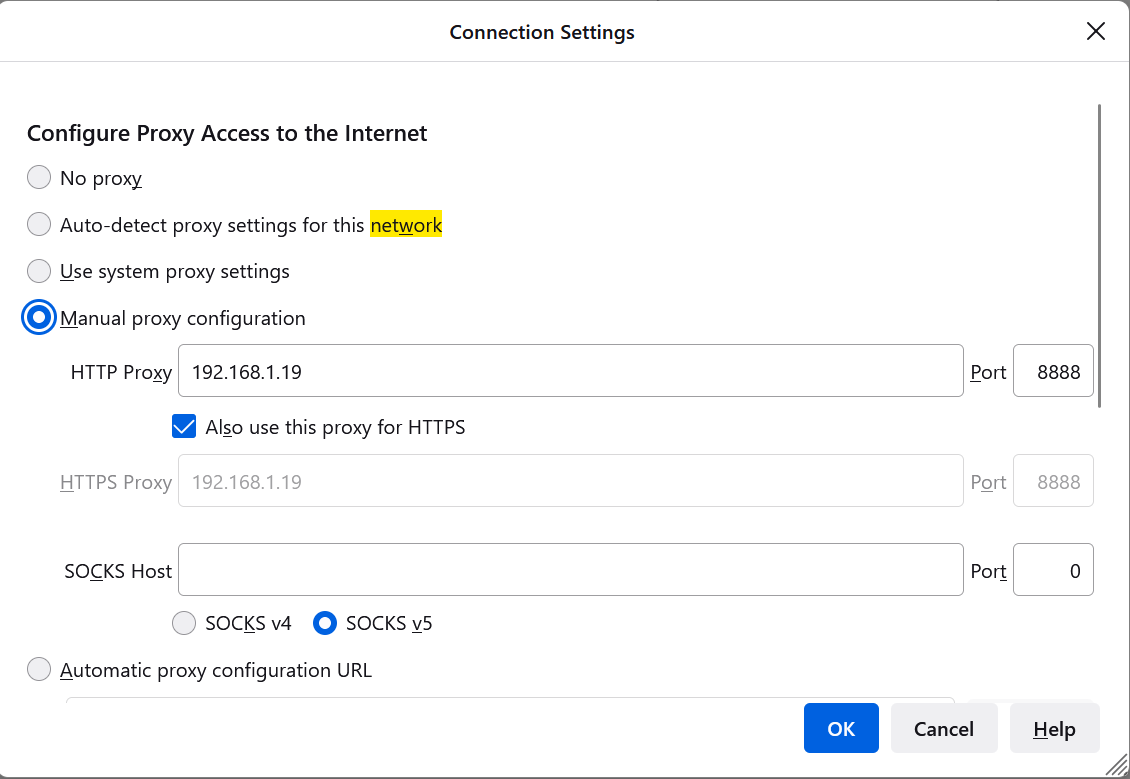 Connection Settings
Configure Proxy Access to the Internet
No proxy
Auto-detect proxy settings for this network
Use system proxy settings
Manual proxy configuration
HTTP Proxy 192.168.1.19 Port 8888
Also use this proxy for HTTPS
HTTPS Proxy 192.168.1.19 Port 8888
SOCKS Host Port 0
SOCKS v4 SOCKS v5
Automatic proxy configuration URL
OK Cancel Help